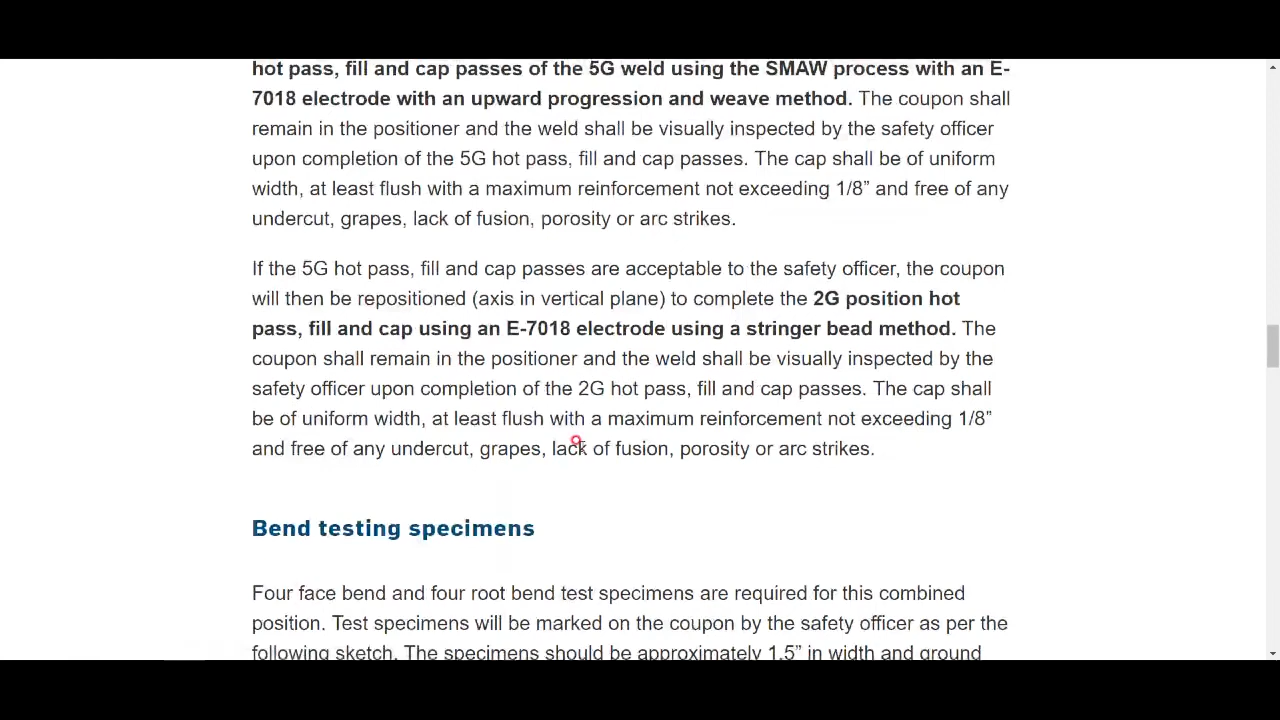 hot pass, fill and cap passes of the 5G weld using the SMAW process with an E-
7018 electrode with an upward progression and weave method. The coupon shall
remain in the positioner and the weld shall be visually inspected by the safety officer
upon completion of the 5G hot pass, fill and cap passes. The cap shall be of uniform
width, at least flush with a maximum reinforcement not exceeding 1/8” and free of any
undercut, grapes, lack of fusion, porosity or arc strikes.
If the 5G hot pass, fill and cap passes are acceptable to the safety officer, the coupon
will then be repositioned (axis in vertical plane) to complete the 2G position hot
pass, fill and cap using an E-7018 electrode using a stringer bead method. The
coupon shall remain in the positioner and the weld shall be visually inspected by the
safety officer upon completion of the 2G hot pass, fill and cap passes. The cap shall
be of uniform width, at least flush with a maximum reinforcement not exceeding 1/8”
and free of any undercut, grapes, lack of fusion, porosity or arc strikes.
Bend testing specimens
Four face bend and four root bend test specimens are required for this combined
position. Test specimens will be marked on the coupon by the safety officer as per the
following sketch. The specimens should be approximately 1.5” in width and ground